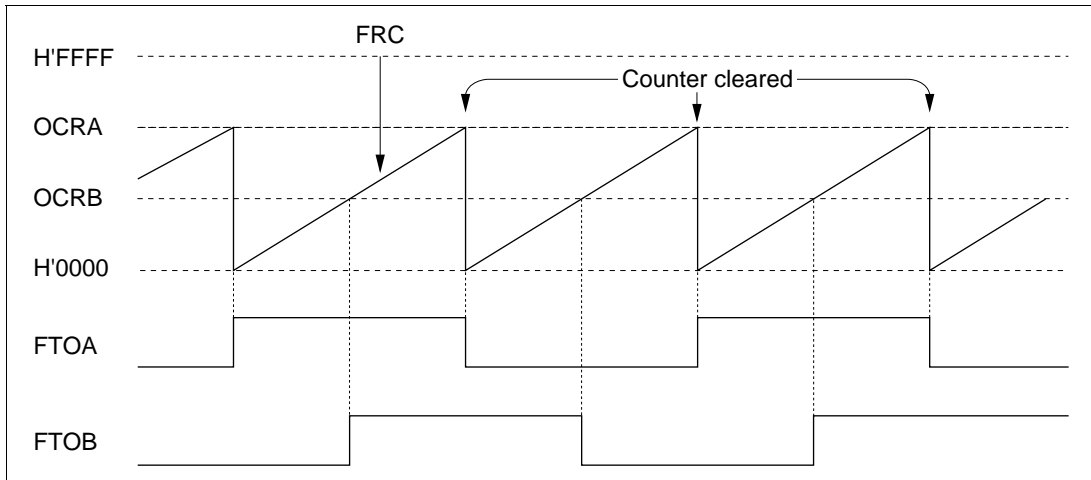 FRC
H'FFFF
Counter cleared
OCRA
OCRB
H'0000
FTOA
FTOB